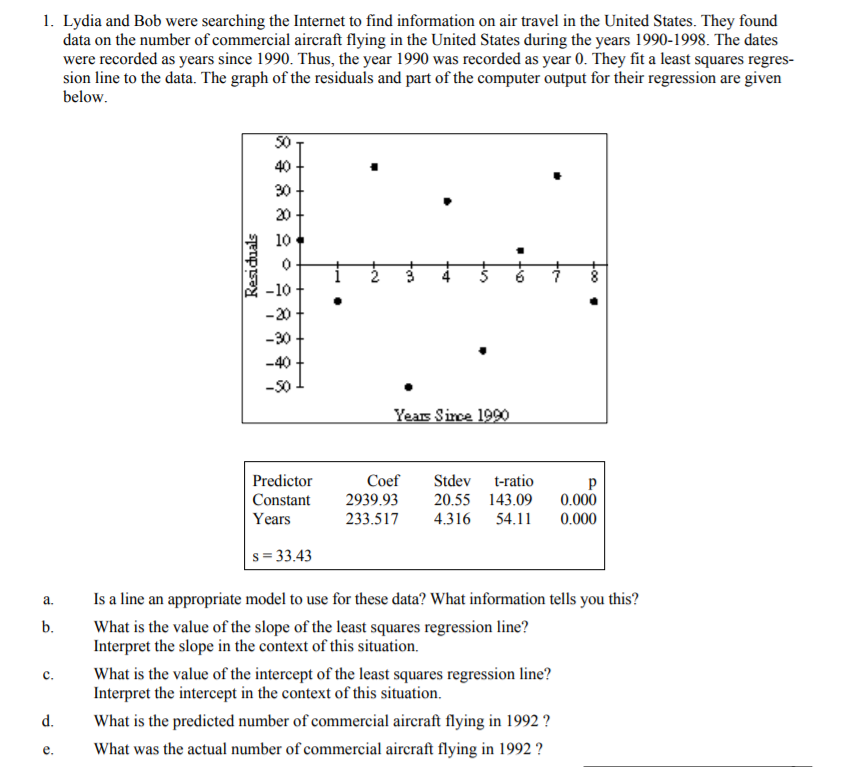 1. Lydia and Bob were searching the Internet to find information on air travel in the United States. They found
data on the number of commercial aircraft flying in the United States during the years 1990-1998. The dates
were recorded as years since 1990. Thus, the year 1990 was recorded as year 0. They fit a least squares regres-
sion line to the data. The graph of the residuals and part of the computer output for their regression are given
below.
50
40
30
20
10
0
-10
-20
-30
-40
-50
Residuals
1 2 3 4 5 6 7 8
Years Since 1990
Predictor Coef Stdev t-ratio p
Constant 2939.93 20.55 143.09 0.000
Years 233.517 4.316 54.11 0.000
s = 33.43
a. Is a line an appropriate model to use for these data? What information tells you this?
b. What is the value of the slope of the least squares regression line?
Interpret the slope in the context of this situation.
c. What is the value of the intercept of the least squares regression line?
Interpret the intercept in the context of this situation.
d. What is the predicted number of commercial aircraft flying in 1992 ?
e. What was the actual number of commercial aircraft flying in 1992 ?